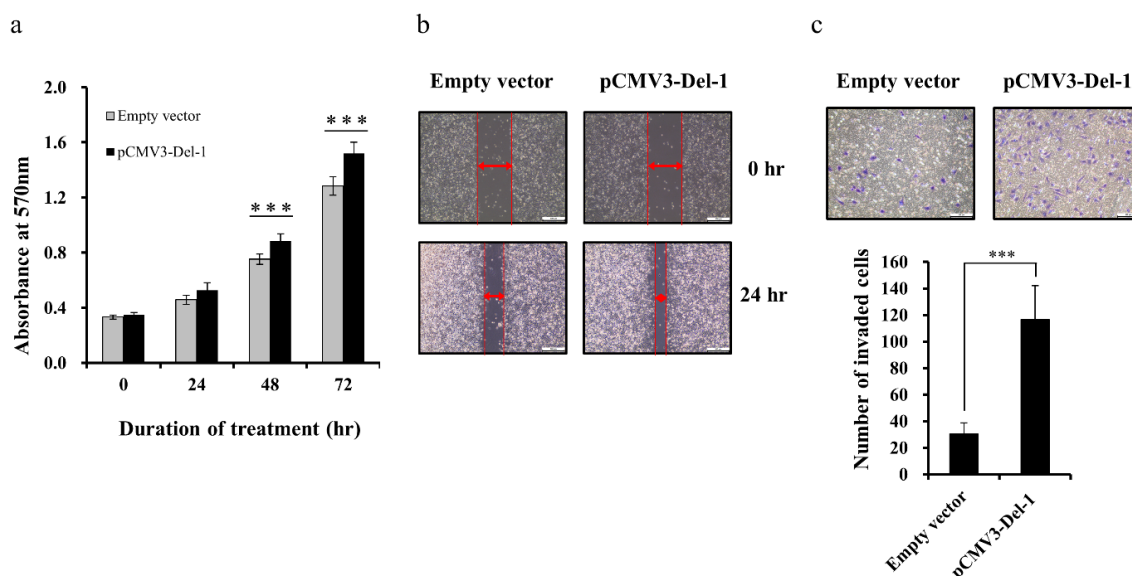 a
2.0
1.6
1.2
0.8
0.4
0.0
Absorbance at 570nm
Empty vector
pCMV3-Del-1
***
***
0 24 48 72
Duration of treatment (hr)
b
Empty vector pCMV3-Del-1
0 hr
24 hr
c
Empty vector pCMV3-Del-1
160
140
120
100
80
60
40
20
0
Number of invaded cells
***
Empty vector
pCMV3-Del-1